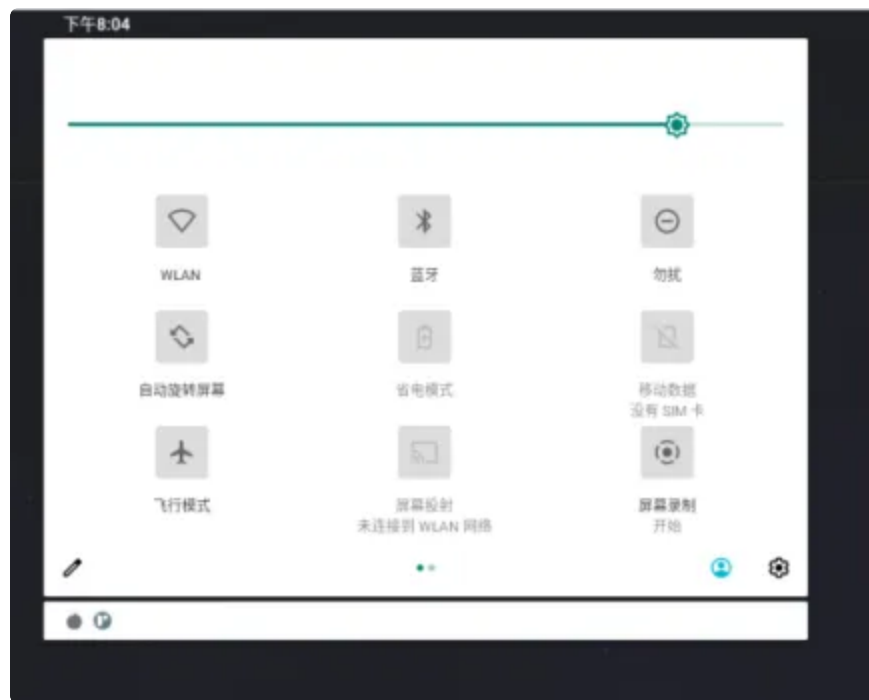 下午8:04
WLAN
蓝牙
勿扰
自动旋转屏幕
省电模式
移动数据
没有 SIM 卡
飞行模式
屏幕投射
未连接到 WLAN 网络
屏幕录制
开始